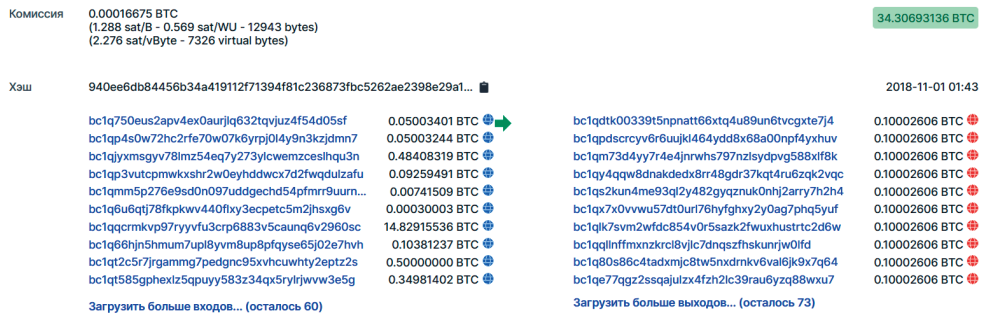 Комиссия 0.00016675 BTC
(1.288 sat/B - 0.569 sat/WU - 12943 bytes)
(2.276 sat/vByte - 7326 virtual bytes)
34.30693136 BTC
Хэш 940ee6db84456b34a419112f71394f81c236873fbc5262ae2398e29a1... 2018-11-01 01:43
bc1q750eus2apv4ex0aurjlq632tqvjuz4f54d05sf 0.05003401 BTC
bc1qp4s0w72hc2rfe70w07k6yrpj0l4y9n3kzjdmn7 0.05003244 BTC
bc1qjyxmsgyv78lmz54eq7y273ylcwemzceslhqu3n 0.48408319 BTC
bc1qp3vutcpmwkxshr2w0eyhddwcx7d2fwqdulzafu 0.09259491 BTC
bc1qmm5p276e9sd0n097uddgechd54pfmrr9uurn... 0.00741509 BTC
bc1q6u6qtj78fkpkwv440flxy3ecpetc5m2jhsxg6v 0.00030003 BTC
bc1qqcrmkvp97ryyvfu3crp6883v5caunq6v2960sc 14.82915536 BTC
bc1q66hjn5hmum7upl8yvm8up8pfqyse65j02e7hvh 0.10381237 BTC
bc1qt2c5r7jrgammg7pedgnc95xvhcuwhty2eptz2s 0.50000000 BTC
bc1qt585gphexlz5qpuyy583z34qx5rylrjwvw3e5g 0.34981402 BTC
Загрузить больше входов... (осталось 60)
bc1qdtk00339t5npnatt66xtq4u89un6tvcgxte7j4 0.10002606 BTC
bc1qpdscrcyv6r6uujkl464ydd8x68a00npf4yxhuv 0.10002606 BTC
bc1qm73d4yy7r4e4jnrwhs797nzlsydpvg588xlf8k 0.10002606 BTC
bc1qy4qqw8dnakdedx8rr48gdr37kqt4ru6zqk2vqc 0.10002606 BTC
bc1qs2kun4me93ql2y482gyqznuk0nhj2arry7h2h4 0.10002606 BTC
bc1qx7x0vvwu57dt0url76hyfghxy2y0ag7phq5yuf 0.10002606 BTC
bc1qlk7svm2wfdc854v0r5sazk2fwuxhustrtc2d6w 0.10002606 BTC
bc1qqllnffmxnzkrcl8vjlc7dnqszfhskunrjw0lfd 0.10002606 BTC
bc1q80s86c4tadxmjc8tw5nxdrnkv6val6jk9x7q64 0.10002606 BTC
bc1qe77qgz2ssqajulzx4fzh2lc39rau6yzq88wxu7 0.10002606 BTC
Загрузить больше выходов... (осталось 73)